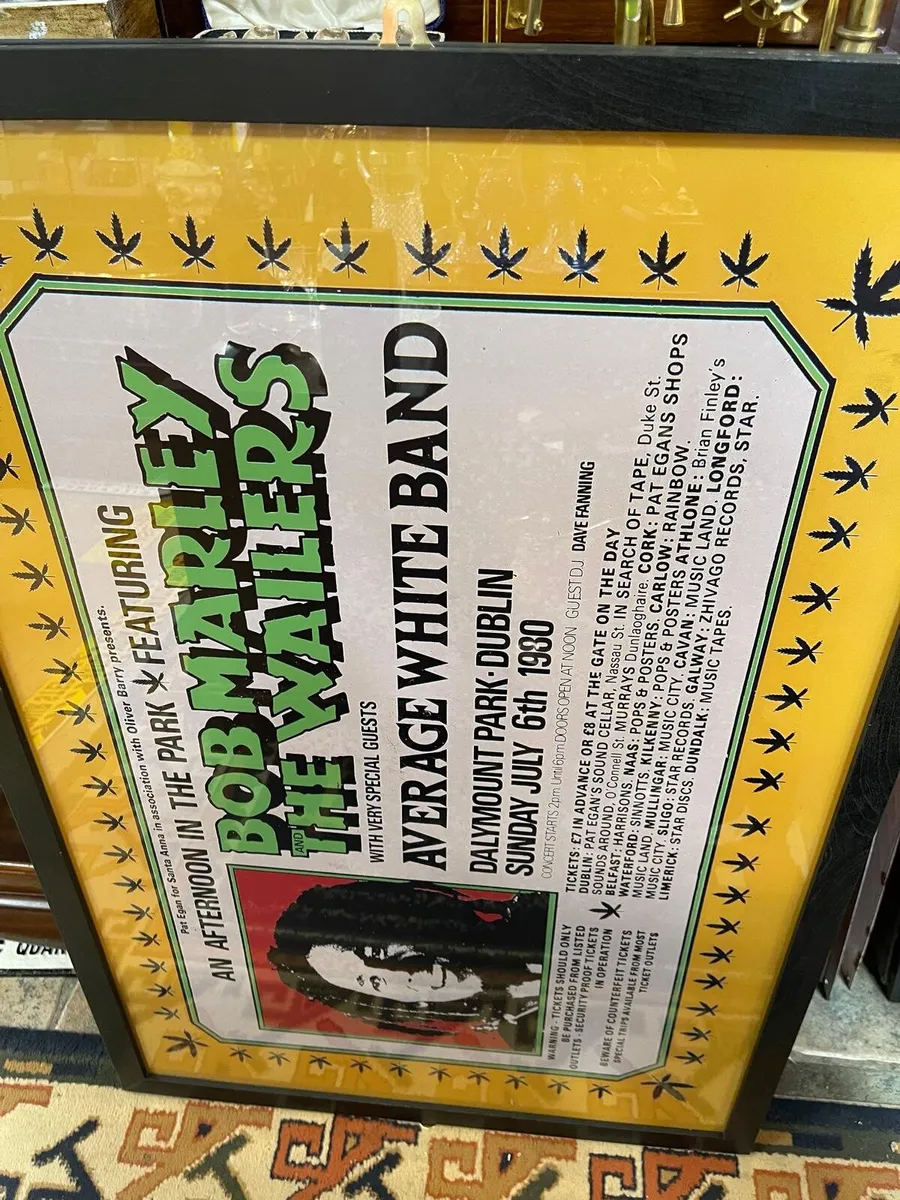 Pat Egan for Santa Anna in association with Oliver Barry presents.
AN AFTERNOON IN THE PARK FEATURING
BOB MARLEY
AND THE WAILERS
WITH VERY SPECIAL GUESTS
AVERAGE WHITE BAND
DALYMOUNT PARK·DUBLIN
SUNDAY JULY 6th 1980
CONCERT STARTS 2pm Until 6pm DOORS OPEN AT NOON GUEST DJ DAVE FANNING
TICKETS: £7 IN ADVANCE OR £8 AT THE GATE ON THE DAY
DUBLIN: PAT EGAN'S SOUND CELLAR, Nassau St. IN SEARCH OF TAPE, Duke St.
SOUNDS AROUND, O'Connell St. MURRAYS Dunlaoghaire. CORK: PAT EGANS SHOPS
BELFAST: HARRISONS. NAAS: POPS & POSTERS. CARLOW: RAINBOW.
WATERFORD: SINNOTTS. KILKENNY: POPS & POSTERS ATHLONE: Brian Finley's
MUSIC LAND. MULLINGAR: MUSIC CITY. CAVAN: MUSIC LAND. LONGFORD:
MUSIC CITY. SLIGO: STAR RECORDS. GALWAY: ZHIVAGO RECORDS, STAR.
LIMERICK: STAR DISCS. DUNDALK: MUSIC TAPES.
WARNING - TICKETS SHOULD ONLY
BE PURCHASED FROM LISTED
OUTLETS - SECURITY PROOF TICKETS
IN OPERATION
BEWARE OF COUNTERFEIT TICKETS
SPECIAL TRIPS AVAILABLE FROM MOST
TICKET OUTLETS